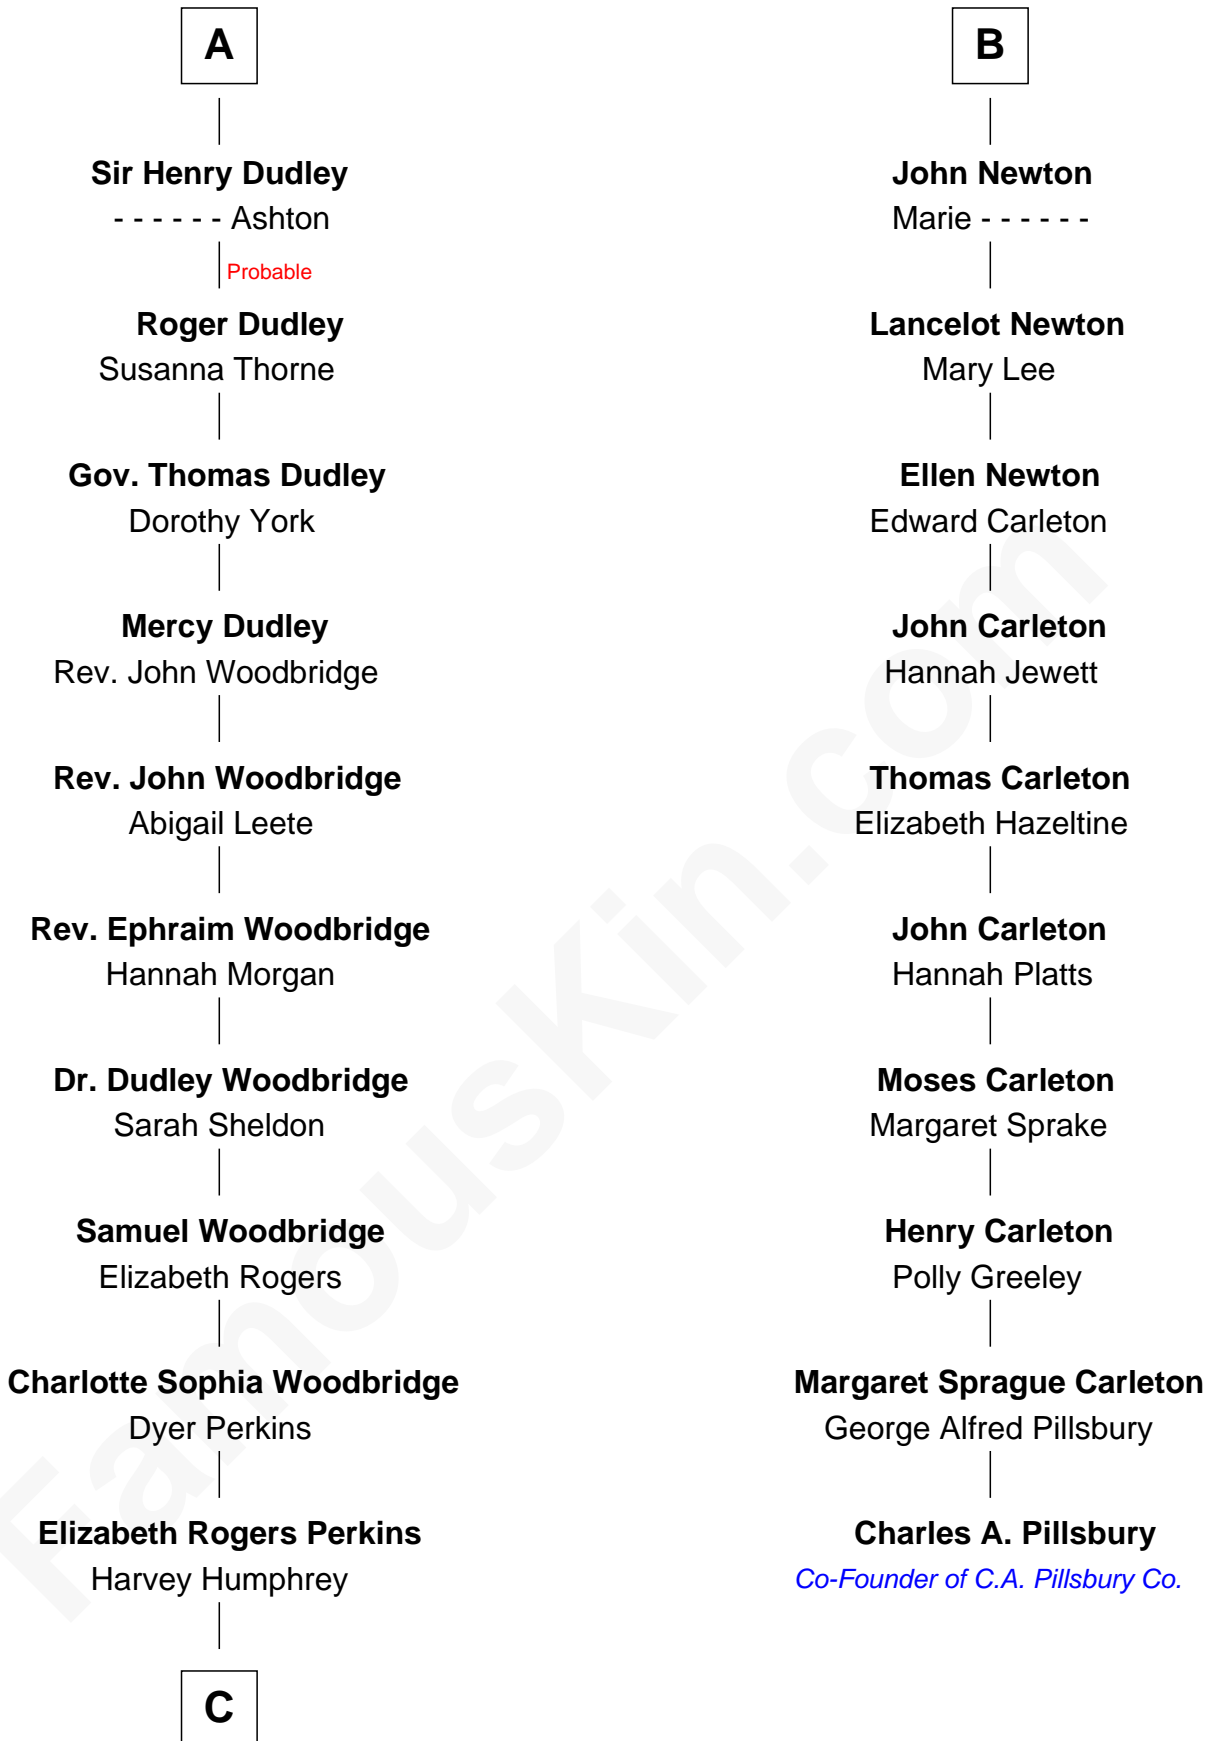 A
Sir Henry Dudley
- - - - - - Ashton
Probable
Roger Dudley
Susanna Thorne
Gov. Thomas Dudley
Dorothy York
Mercy Dudley
Rev. John Woodbridge
Rev. John Woodbridge
Abigail Leete
Rev. Ephraim Woodbridge
Hannah Morgan
Dr. Dudley Woodbridge
Sarah Sheldon
Samuel Woodbridge
Elizabeth Rogers
Charlotte Sophia Woodbridge
Dyer Perkins
Elizabeth Rogers Perkins
Harvey Humphrey
C
B
John Newton
Marie - - - - - -
Lancelot Newton
Mary Lee
Ellen Newton
Edward Carleton
John Carleton
Hannah Jewett
Thomas Carleton
Elizabeth Hazeltine
John Carleton
Hannah Platts
Moses Carleton
Margaret Sprake
Henry Carleton
Polly Greeley
Margaret Sprague Carleton
George Alfred Pillsbury
Charles A. Pillsbury
Co-Founder of C.A. Pillsbury Co.
FamousKin.com